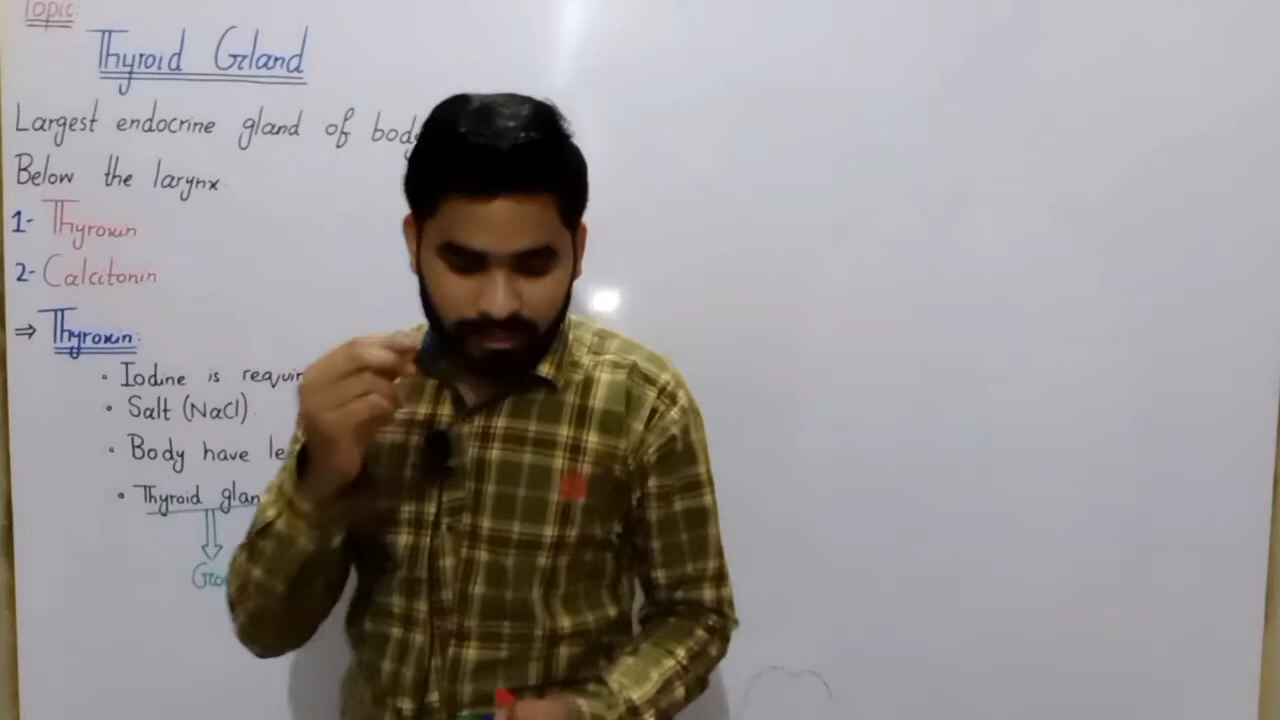 Topic:
Thyroid Gland
Largest endocrine gland of body
Below the larynx
1- Thyroxin
2- Calcitonin
⇒ Thyroxin:
• Iodine is requir
• Salt (NaCl)
• Body have le
• Thyroid glan